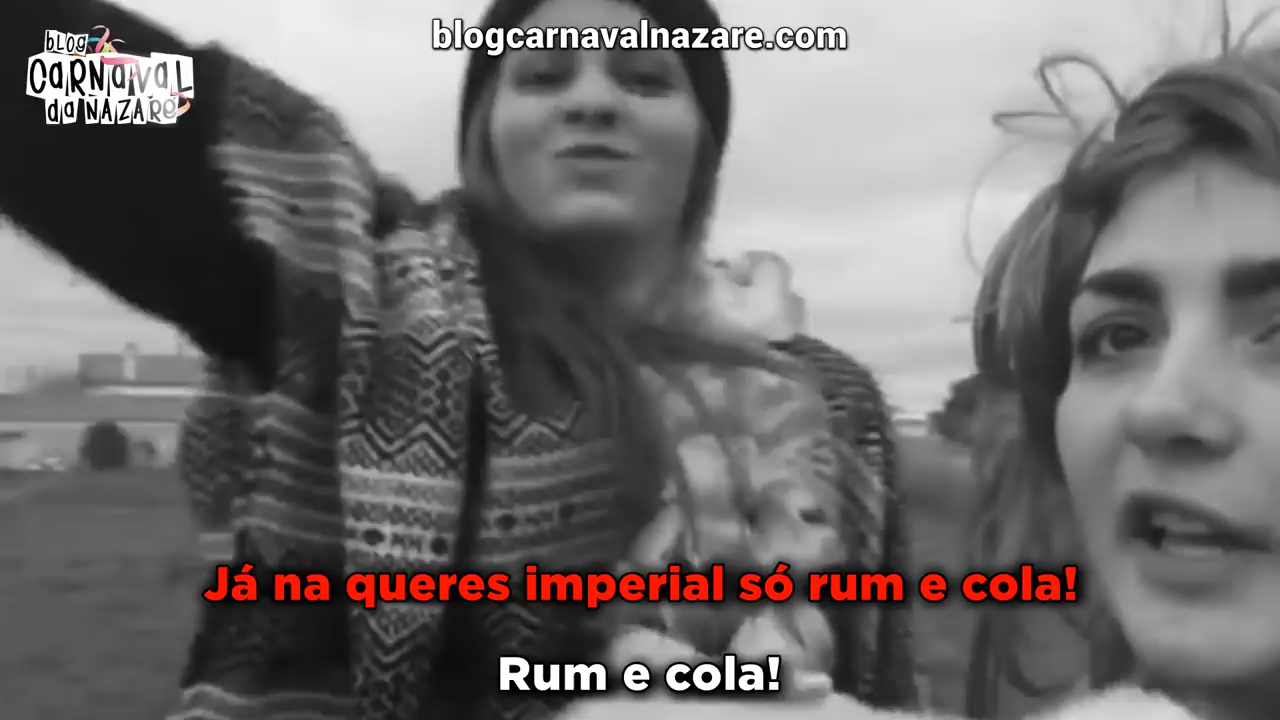 blogcarnavalnazare.com
BLOG
CARNAVAL
da NAZARÉ
Já na queres imperial só rum e cola!
Rum e cola!